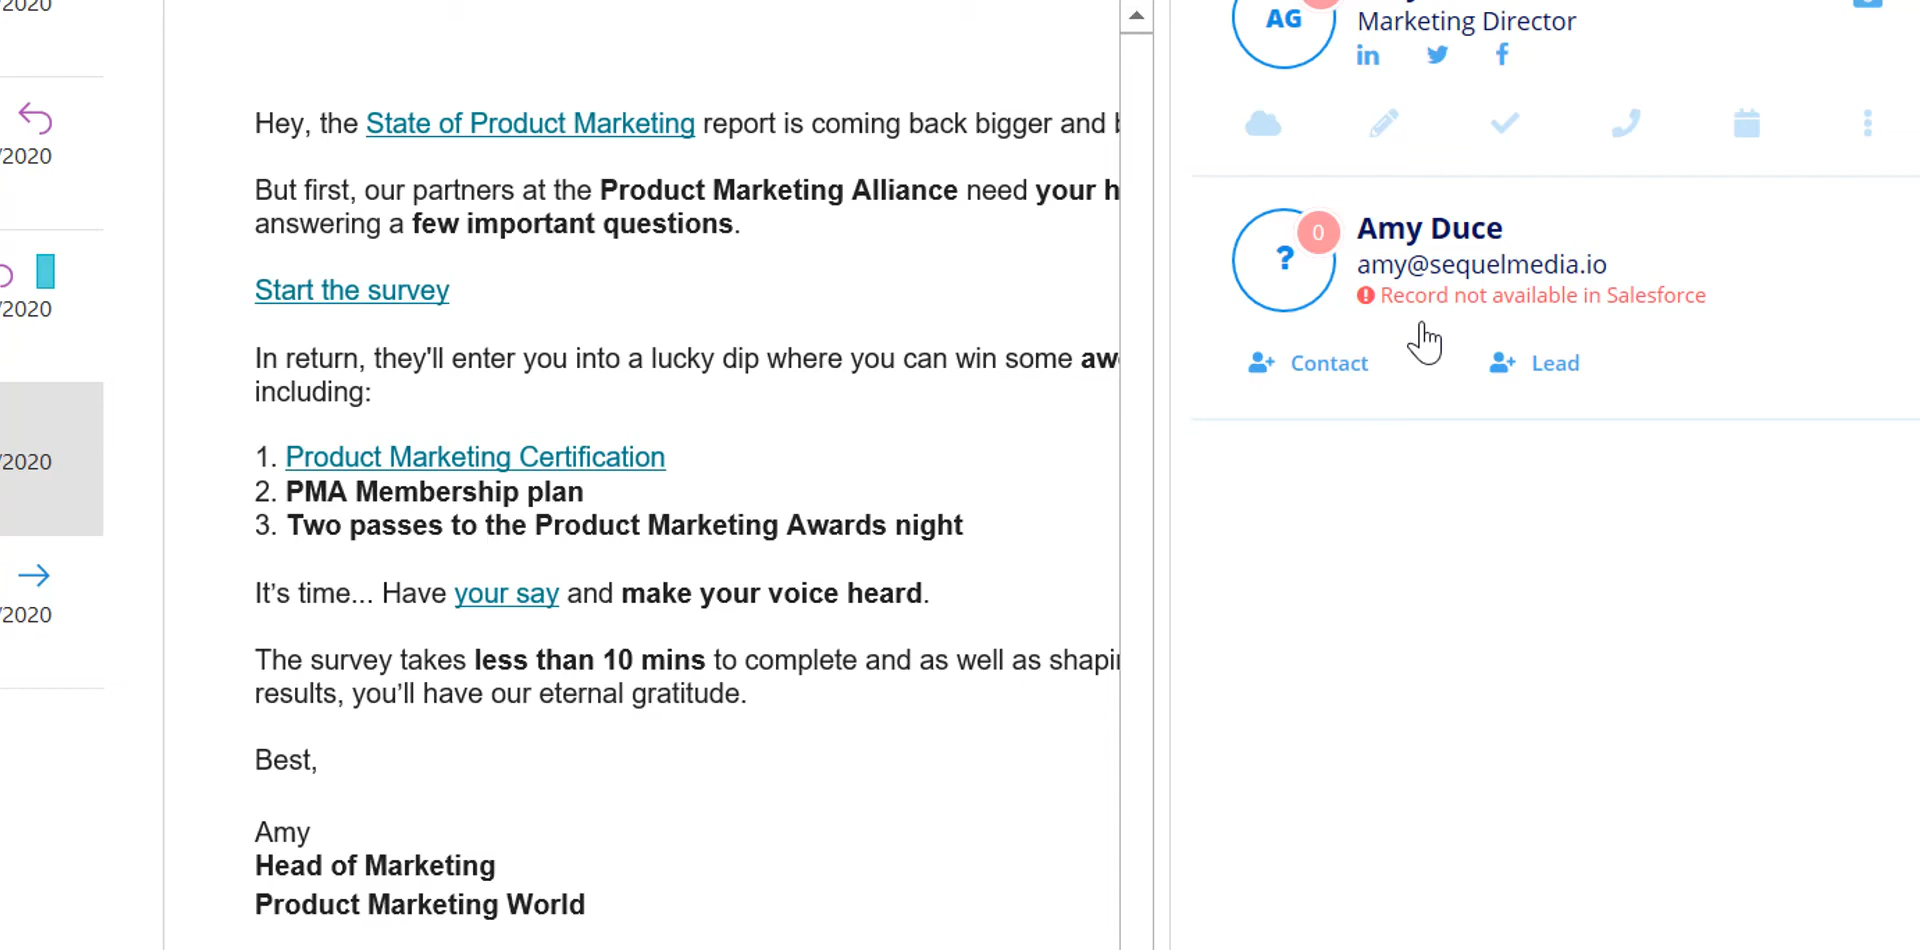 /2020
/2020
/2020
/2020
/2020
Hey, the State of Product Marketing report is coming back bigger and
But first, our partners at the Product Marketing Alliance need your
answering a few important questions.
Start the survey
In return, they'll enter you into a lucky dip where you can win some
including:
1. Product Marketing Certification
2. PMA Membership plan
3. Two passes to the Product Marketing Awards night
It's time... Have your say and make your voice heard.
The survey takes less than 10 mins to complete and as well as
results, you'll have our eternal gratitude.
Best,
Amy
Head of Marketing
Product Marketing World
AG
Marketing Director
in
?
0
Amy Duce
amy@sequelmedia.io
Record not available in Salesforce
Contact
Lead